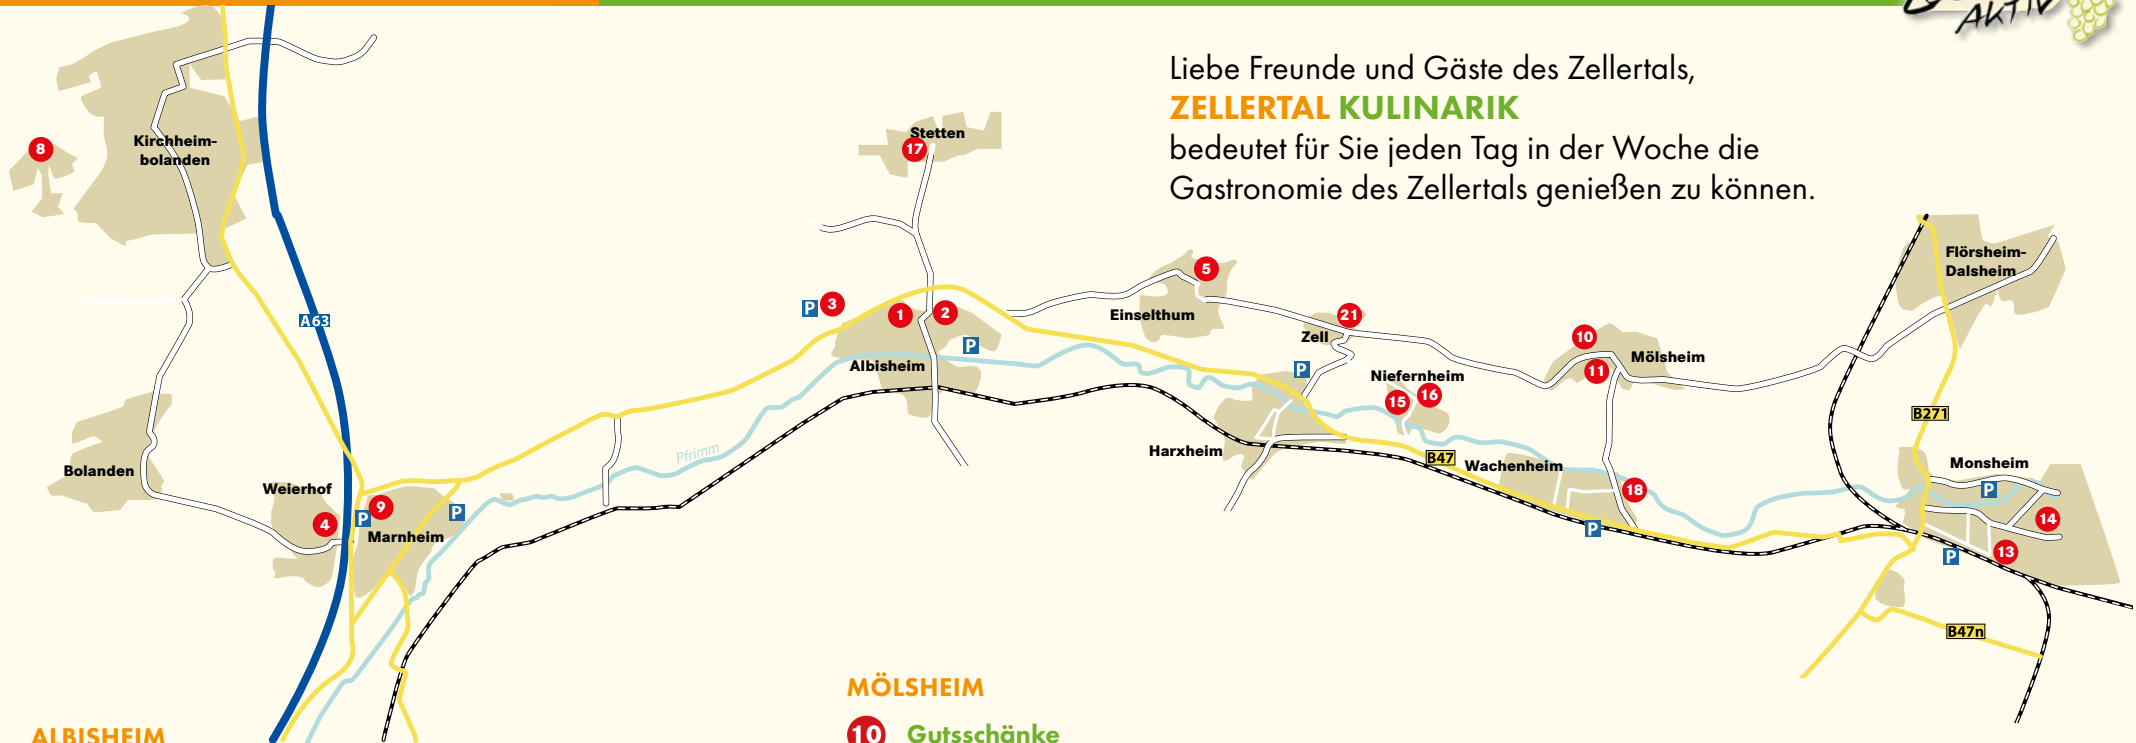 AKTIV
Liebe Freunde und Gäste des Zellertals,
ZELLERTAL KULINARIK
bedeutet für Sie jeden Tag in der Woche die
Gastronomie des Zellertals genießen zu können.
Kirchheim-
bolanden
8
Stetten
17
A63
P 3
1
2
P
Albisheim
5
Einselthum
21
Zell
P
Niefernheim
15
16
Harxheim
10
11
Mölsheim
Flörsheim-
Dalsheim
B271
B47
Wachenheim
18
P
Monsheim
P
14
13
P
B47n
Bolanden
Weierhof
4
P
9
Marnheim
P
Pfrimm
MÖLSHEIM
10 Gutsschänke
ALBISHEIM